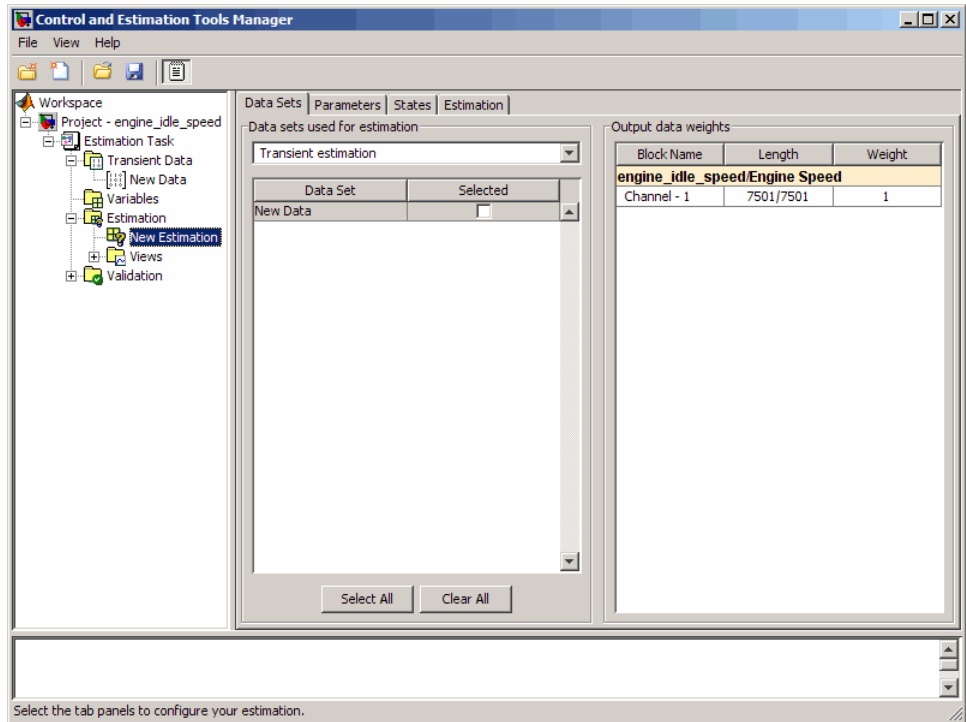 Control and Estimation Tools Manager
File View Help
Workspace
Project - engine_idle_speed
Estimation Task
Transient Data
New Data
Variables
Estimation
New Estimation
Views
Validation
Data Sets Parameters States Estimation
Data sets used for estimation
Transient estimation
Data Set Selected
New Data
Select All Clear All
Output data weights
Block Name Length Weight
engine_idle_speed/Engine Speed
Channel - 1 7501/7501 1
Select the tab panels to configure your estimation.